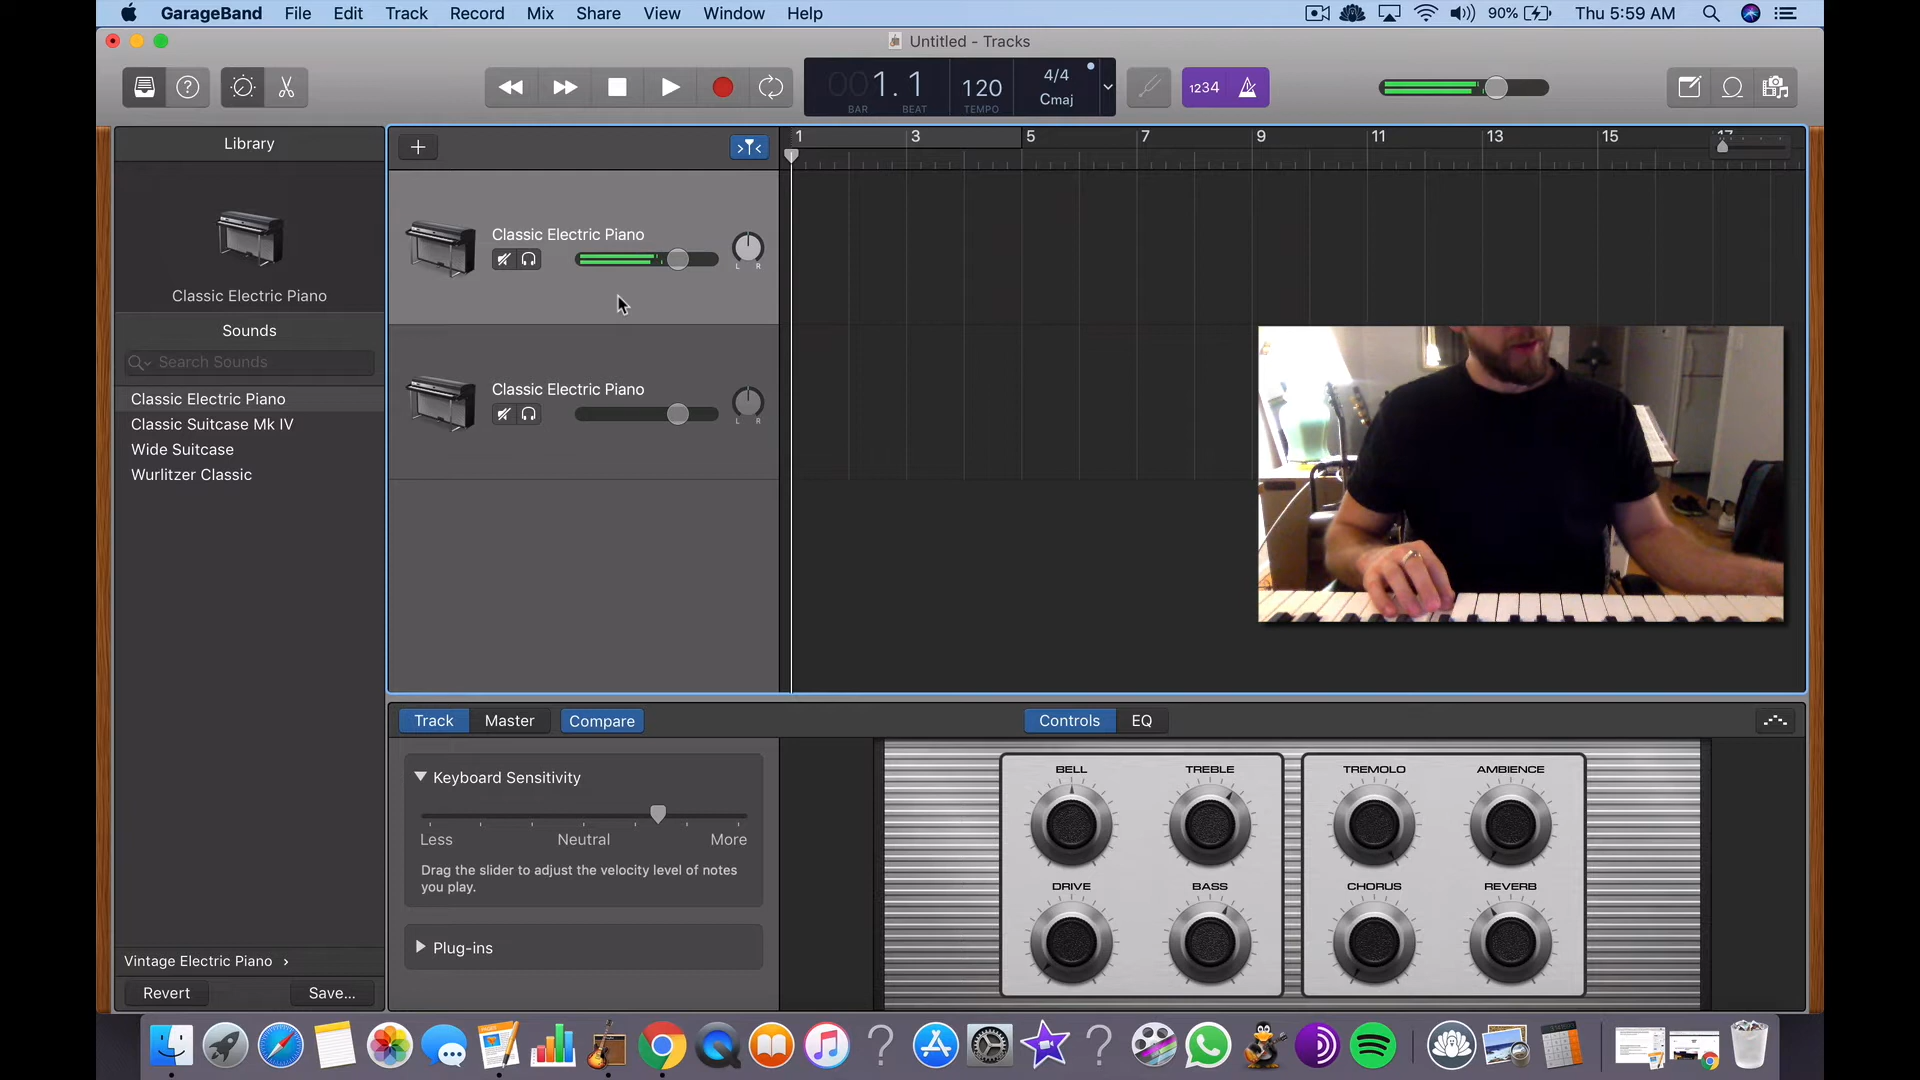 GarageBand File Edit Track Record Mix Share View Window Help
90% Thu 5:59 AM
Untitled - Tracks
001.1
BAR BEAT
120
TEMPO
4/4
Cmaj
1234
Library
1 3 5 7 9 11 13 15 17
Classic Electric Piano
Classic Electric Piano
L R
Sounds
Search Sounds
Classic Electric Piano
L R
Classic Electric Piano
Classic Suitcase Mk IV
Wide Suitcase
Wurlitzer Classic
Track Master Compare Controls EQ
Keyboard Sensitivity
Less Neutral More
Drag the slider to adjust the velocity level of notes
you play.
Plug-ins
BELL TREBLE TREMOLO AMBIENCE
DRIVE BASS CHORUS REVERB
Vintage Electric Piano ›
Revert Save...